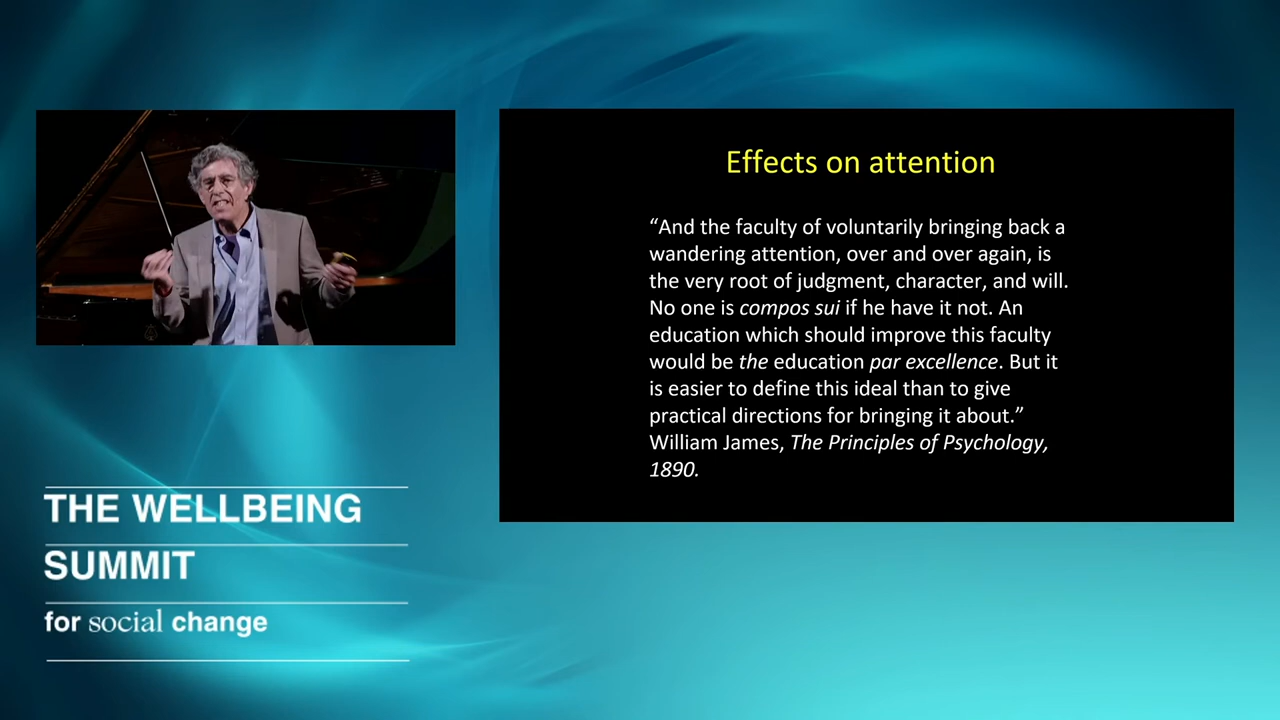 Effects on attention
“And the faculty of voluntarily bringing back a
wandering attention, over and over again, is
the very root of judgment, character, and will.
No one is compos sui if he have it not. An
education which should improve this faculty
would be the education par excellence. But it
is easier to define this ideal than to give
practical directions for bringing it about.”
William James, The Principles of Psychology,
1890.
THE WELLBEING
SUMMIT
for social change